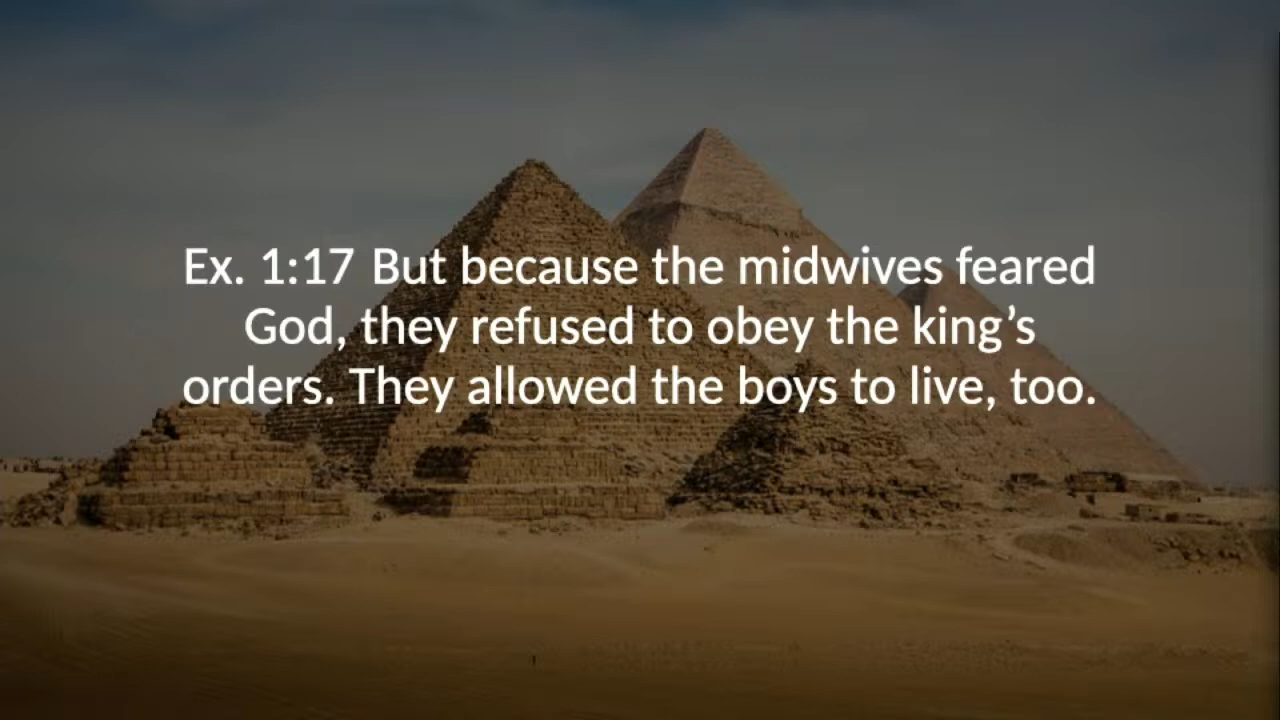 Ex. 1:17 But because the midwives feared
God, they refused to obey the king’s
orders. They allowed the boys to live, too.